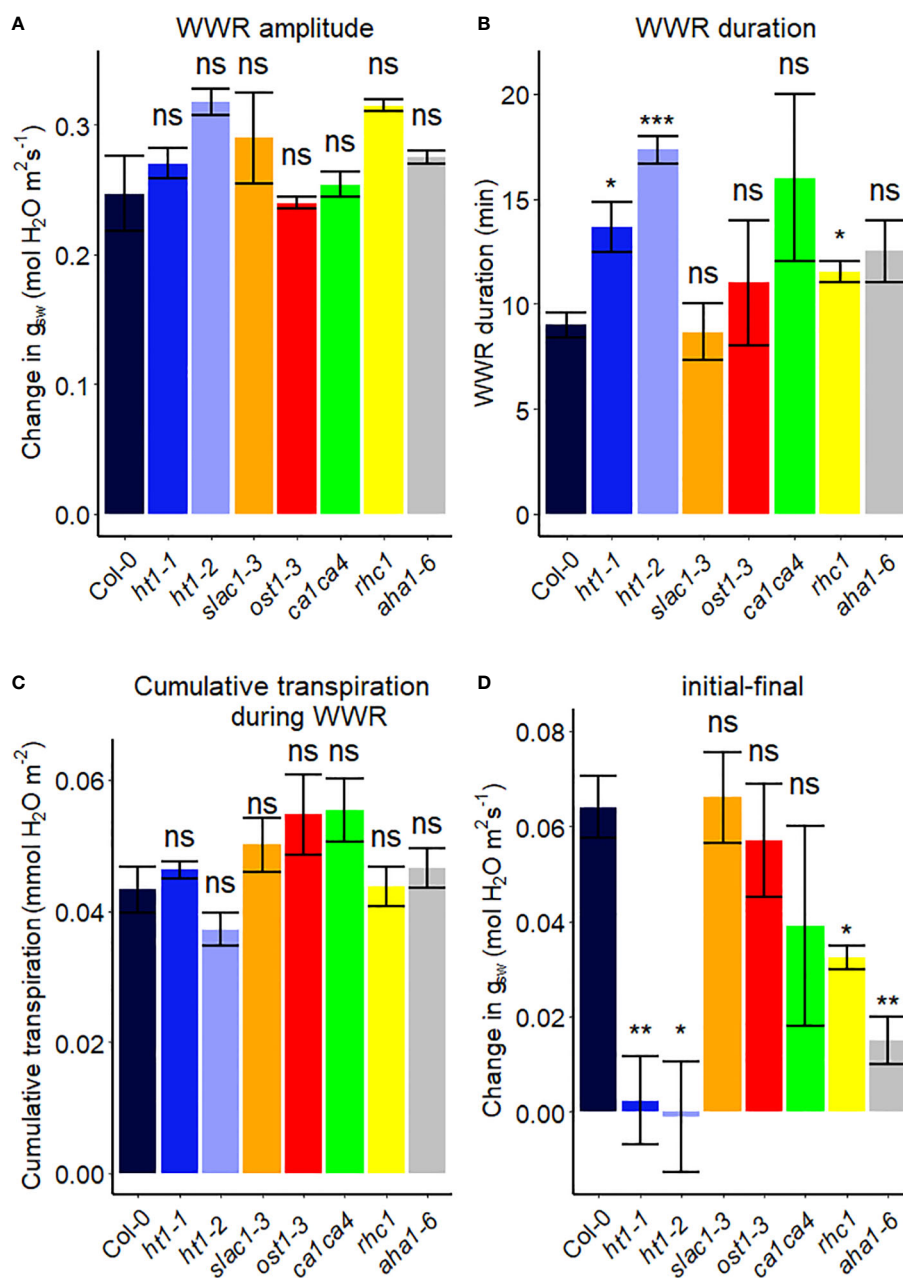 A
WWR amplitude
Change in gsw (mol H2O m2s-1)
0.3
0.2
0.1
0.0
ns
ns
ns
ns
ns
ns
ns
Col-0
ht1-1
ht1-2
slac1-3
ost1-3
ca1ca4
rhc1
aha1-6
B
WWR duration
WWR duration (min)
20
15
10
5
0
*
***
ns
ns
ns
*
ns
Col-0
ht1-1
ht1-2
slac1-3
ost1-3
ca1ca4
rhc1
aha1-6
C
Cumulative transpiration
during WWR
Cumulative transpiration (mmol H2O m-2)
0.06
0.04
0.02
0.00
ns
ns
ns
ns
ns
ns
ns
Col-0
ht1-1
ht1-2
slac1-3
ost1-3
ca1ca4
rhc1
aha1-6
D
initial-final
Change in gsw (mol H2O m2s-1)
0.08
0.06
0.04
0.02
0.00
**
*
ns
ns
ns
*
**
Col-0
ht1-1
ht1-2
slac1-3
ost1-3
ca1ca4
rhc1
aha1-6